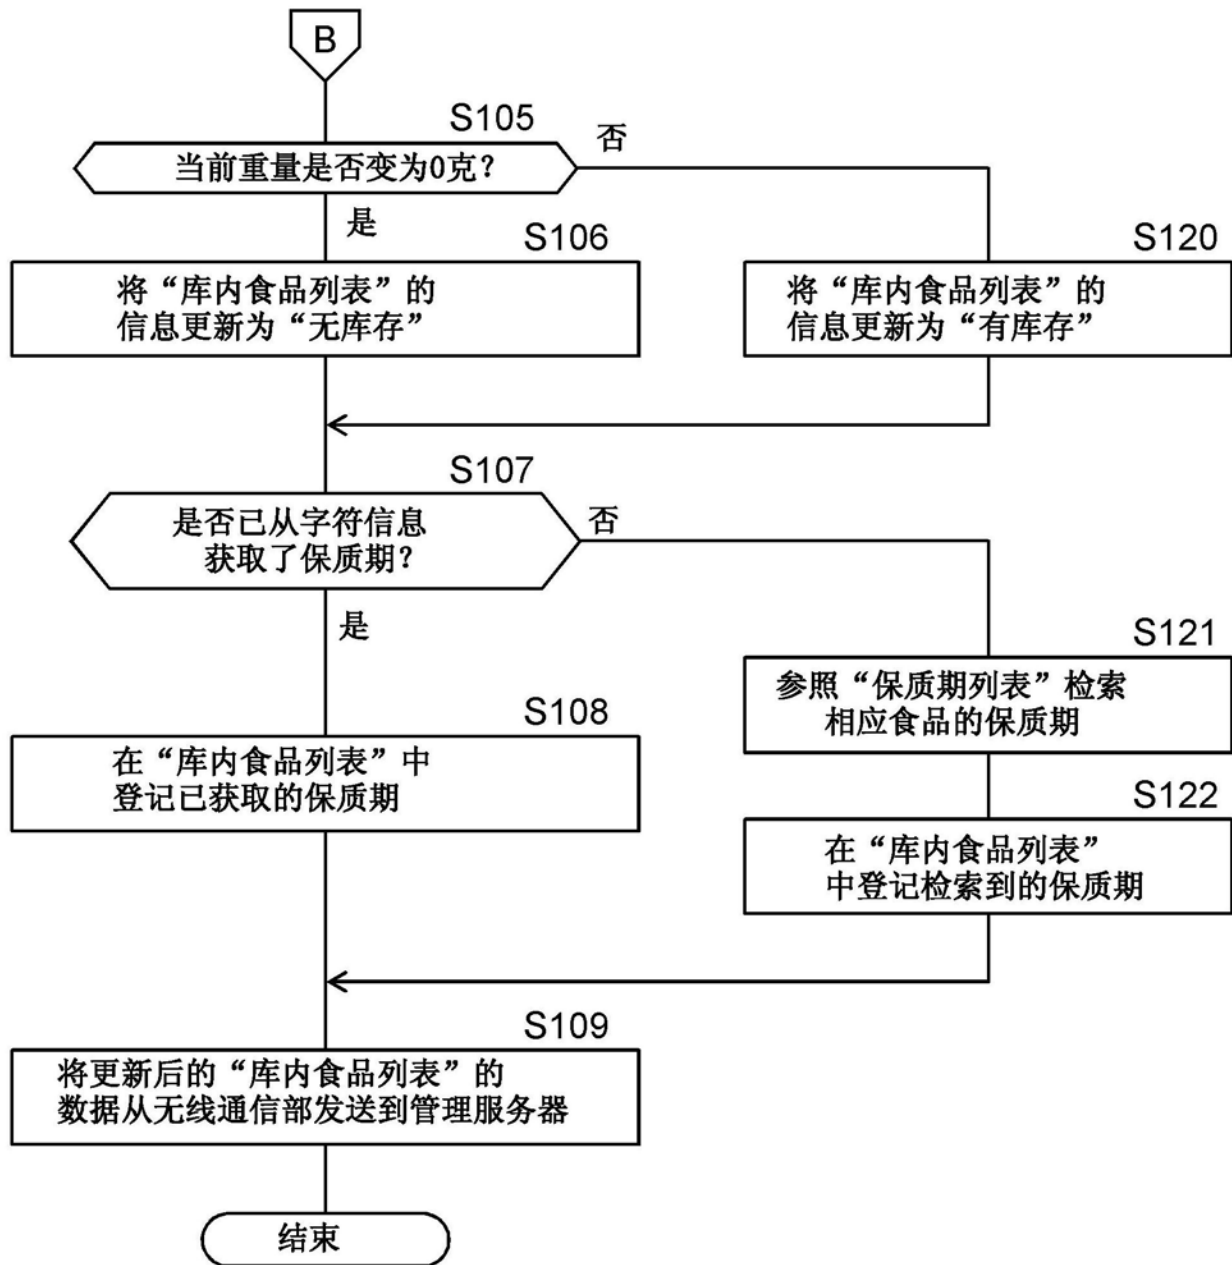 B
S105
当前重量是否变为0克?
否
是
S106
将“库内食品列表”的
信息更新为“无库存”
S120
将“库内食品列表”的
信息更新为“有库存”
S107
是否已从字符信息
获取了保质期?
否
是
S121
参照“保质期列表”检索
相应食品的保质期
S108
在“库内食品列表”中
登记已获取的保质期
S122
在“库内食品列表”
中登记检索到的保质期
S109
将更新后的“库内食品列表”的
数据从无线通信部发送到管理服务器
结束